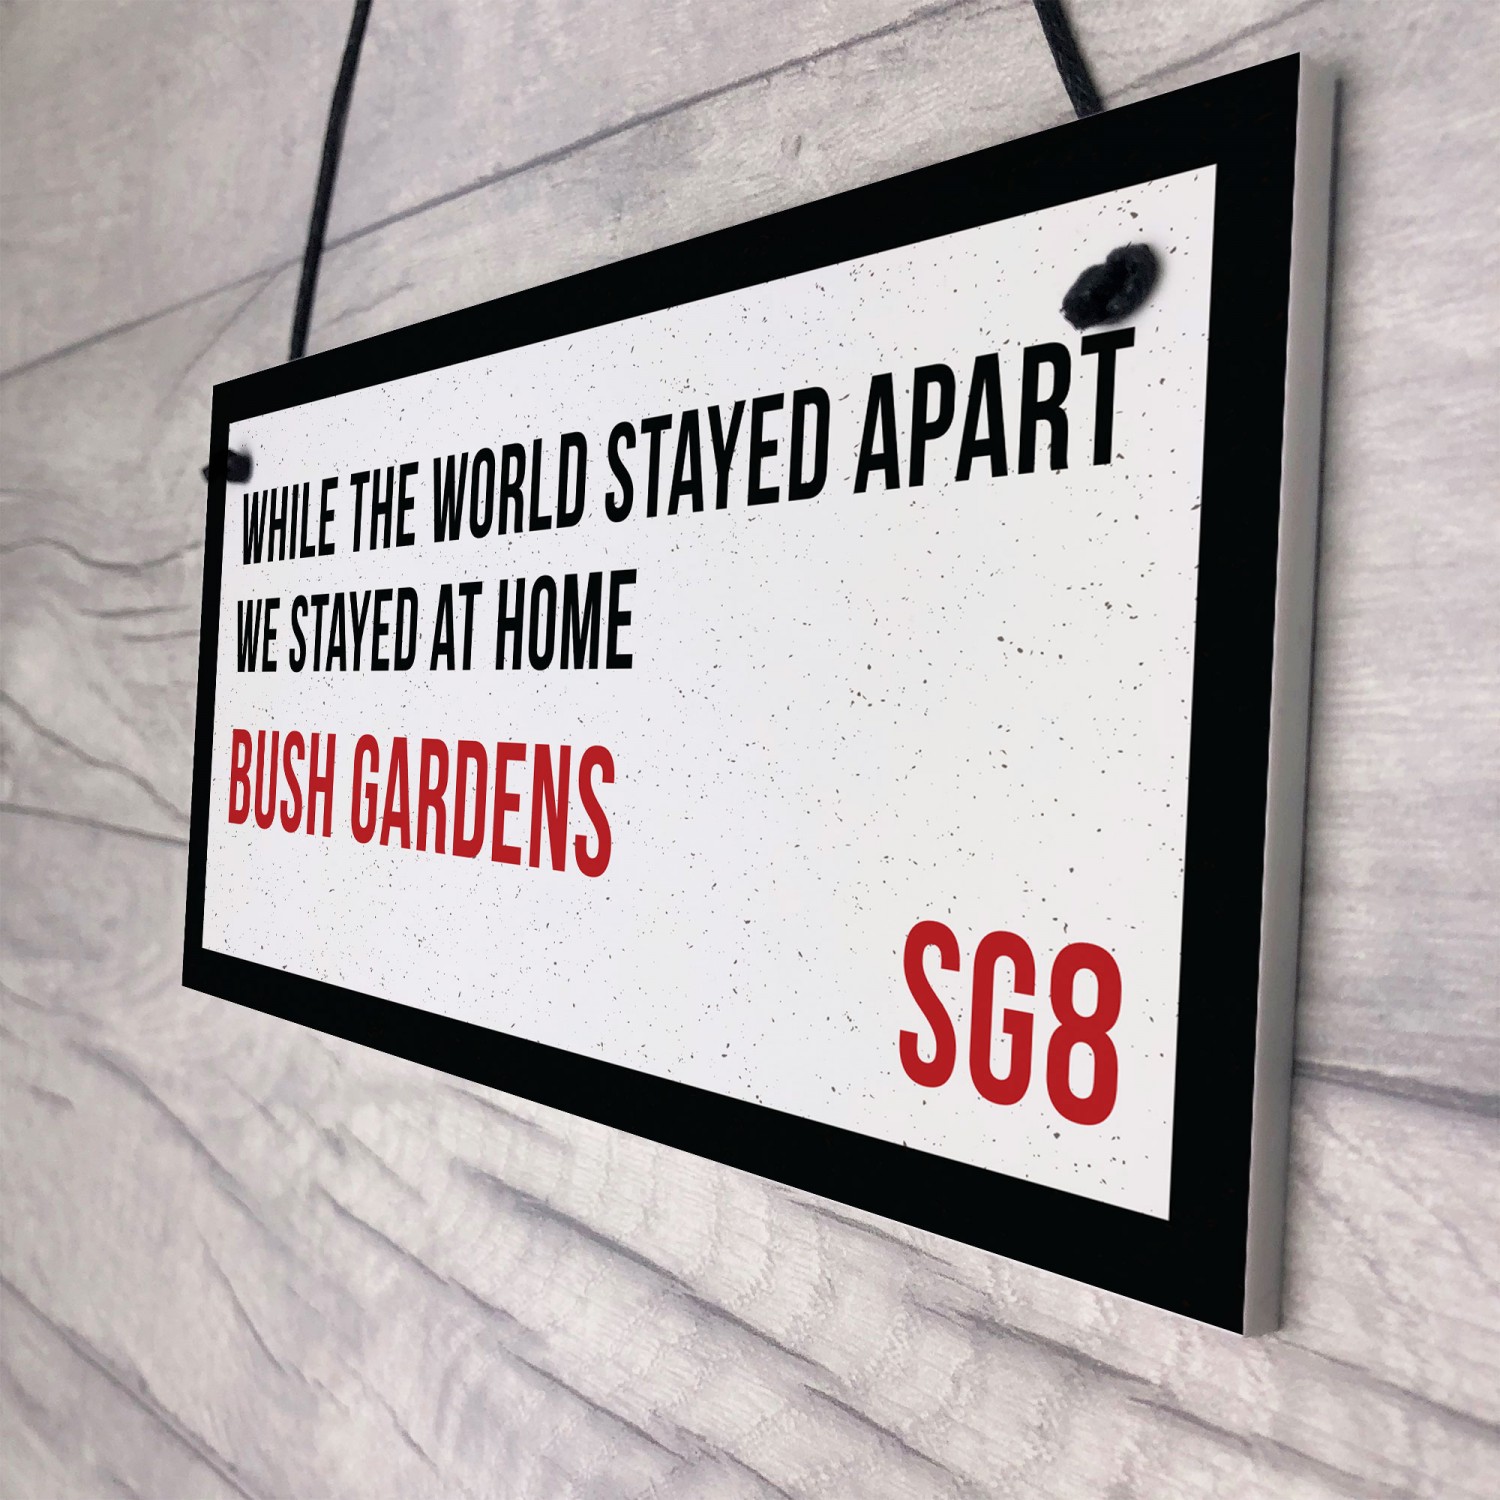 WHILE THE WORLD STAYED APART
WE STAYED AT HOME
BUSH GARDENS
SG8